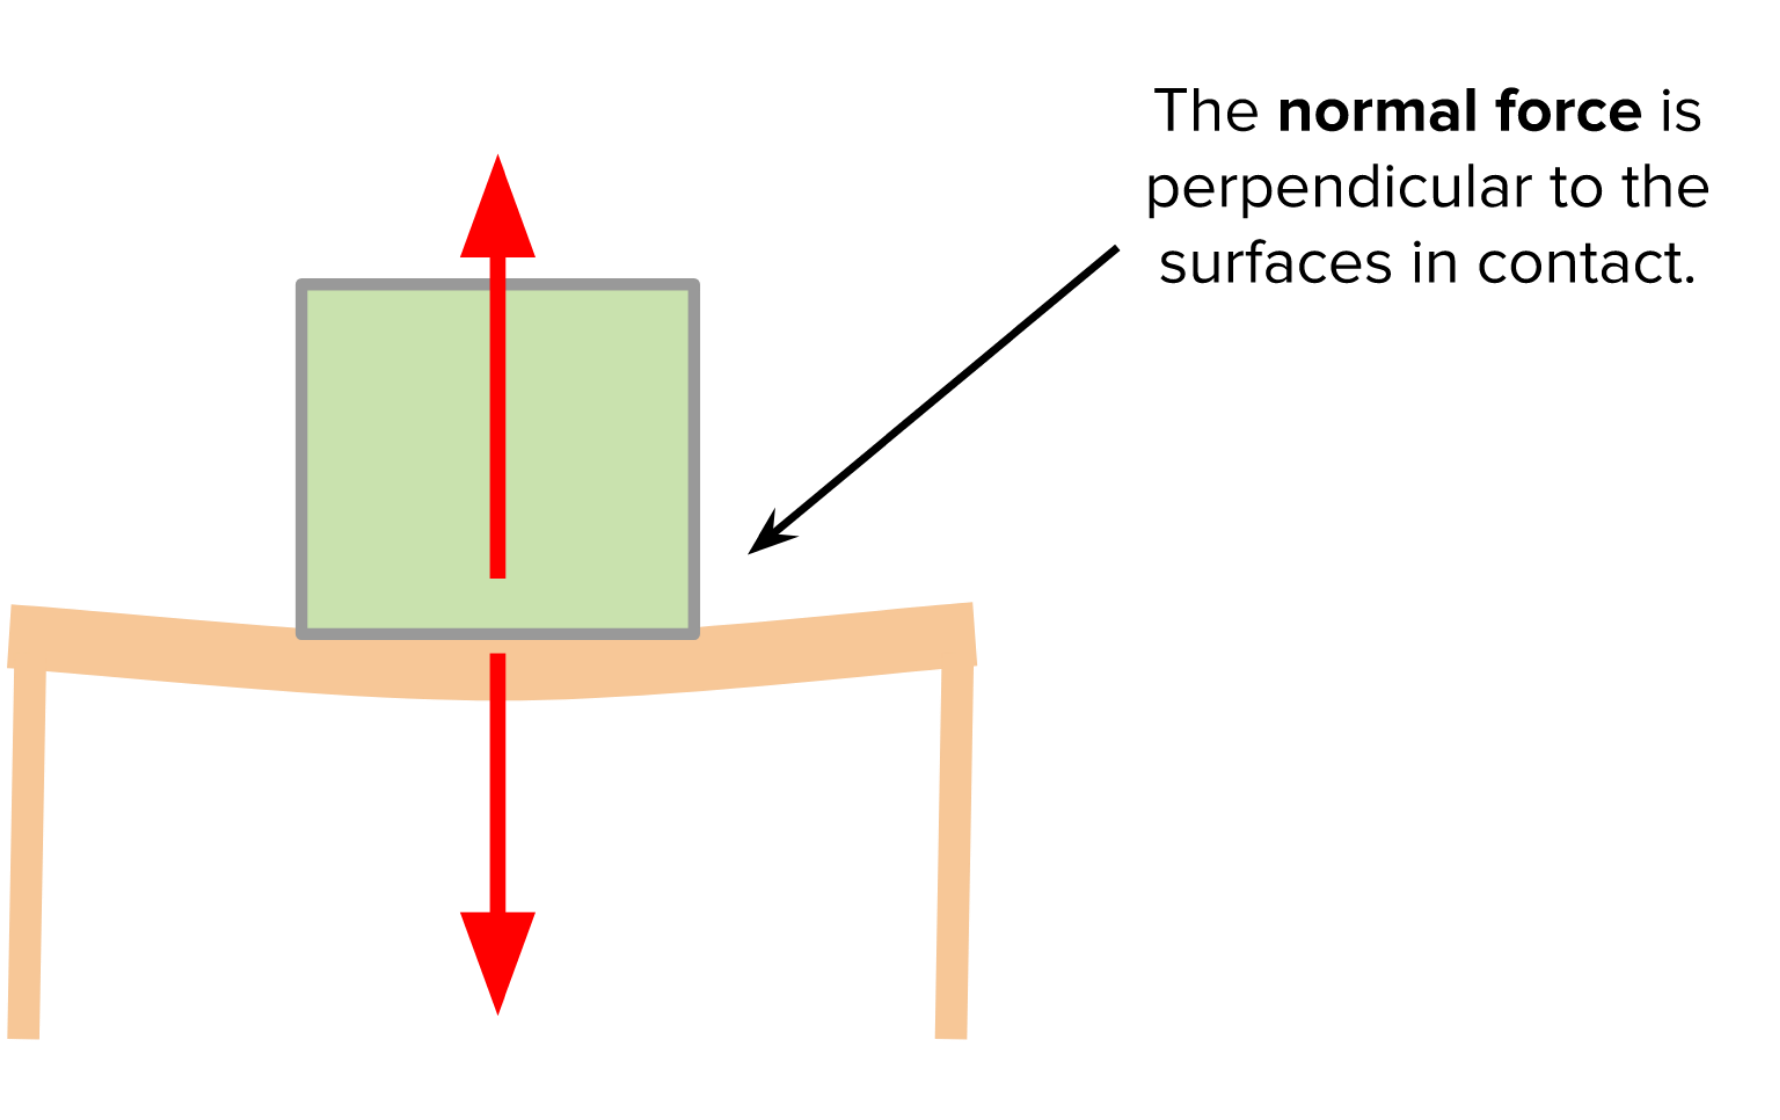 The normal force is
perpendicular to the
surfaces in contact.